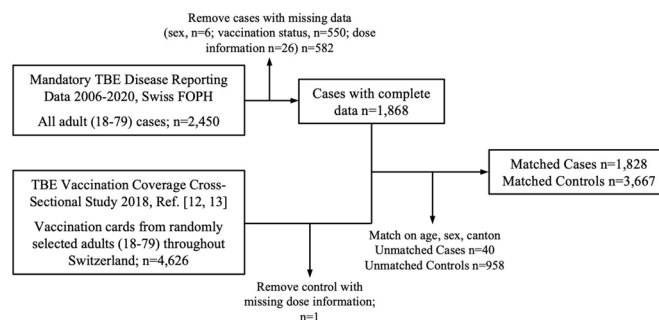 Remove cases with missing data
(sex, n=6; vaccination status, n=550; dose
information n=26) n=582
Mandatory TBE Disease Reporting
Data 2006-2020, Swiss FOPH
All adult (18-79) cases; n=2,450
Cases with complete
data n=1,868
Matched Cases n=1,828
Matched Controls n=3,667
TBE Vaccination Coverage Cross-
Sectional Study 2018, Ref. [12, 13]
Vaccination cards from randomly
selected adults (18-79) throughout
Switzerland; n=4,626
Match on age, sex, canton
Unmatched Cases n=40
Unmatched Controls n=958
Remove control with
missing dose information;
n=1